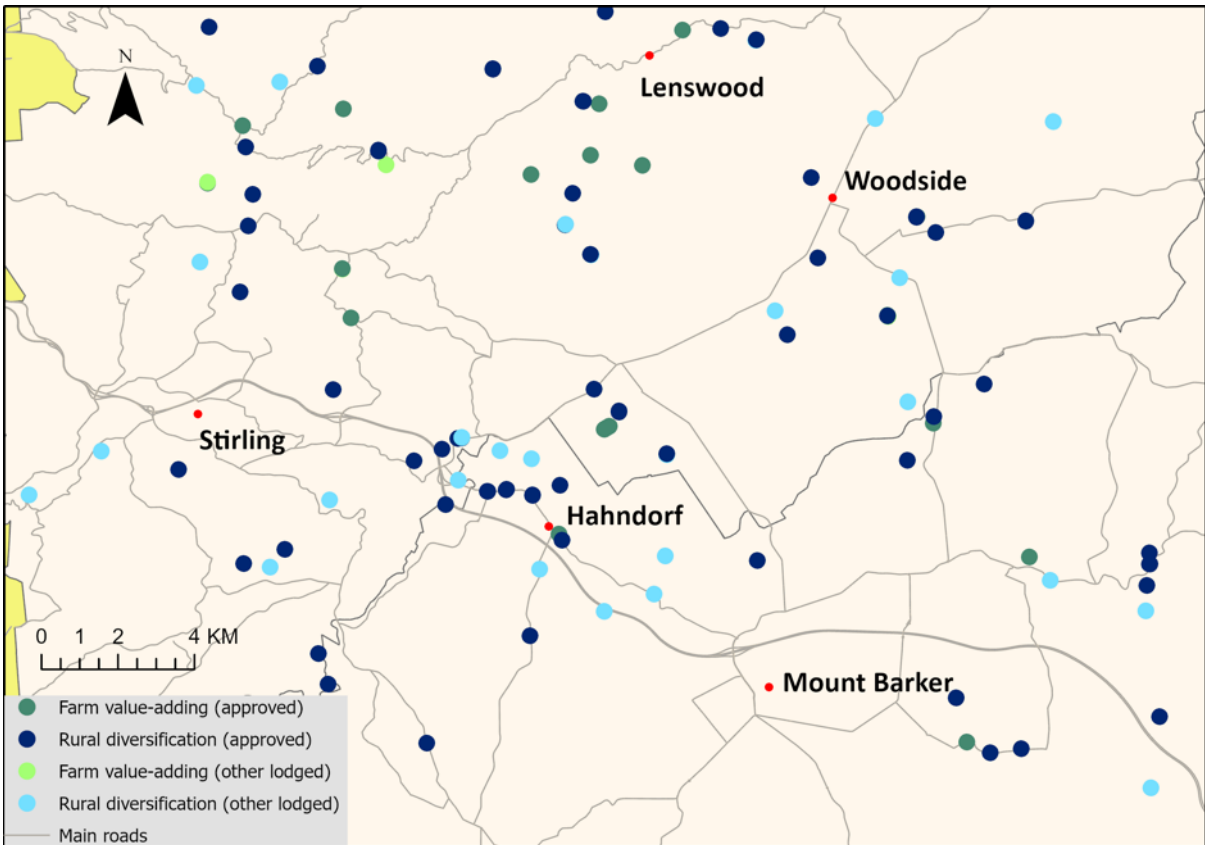 N
Lenswood
Woodside
Stirling
Hahndorf
Mount Barker
0 1 2 4 KM
Farm value-adding (approved)
Rural diversification (approved)
Farm value-adding (other lodged)
Rural diversification (other lodged)
Main roads